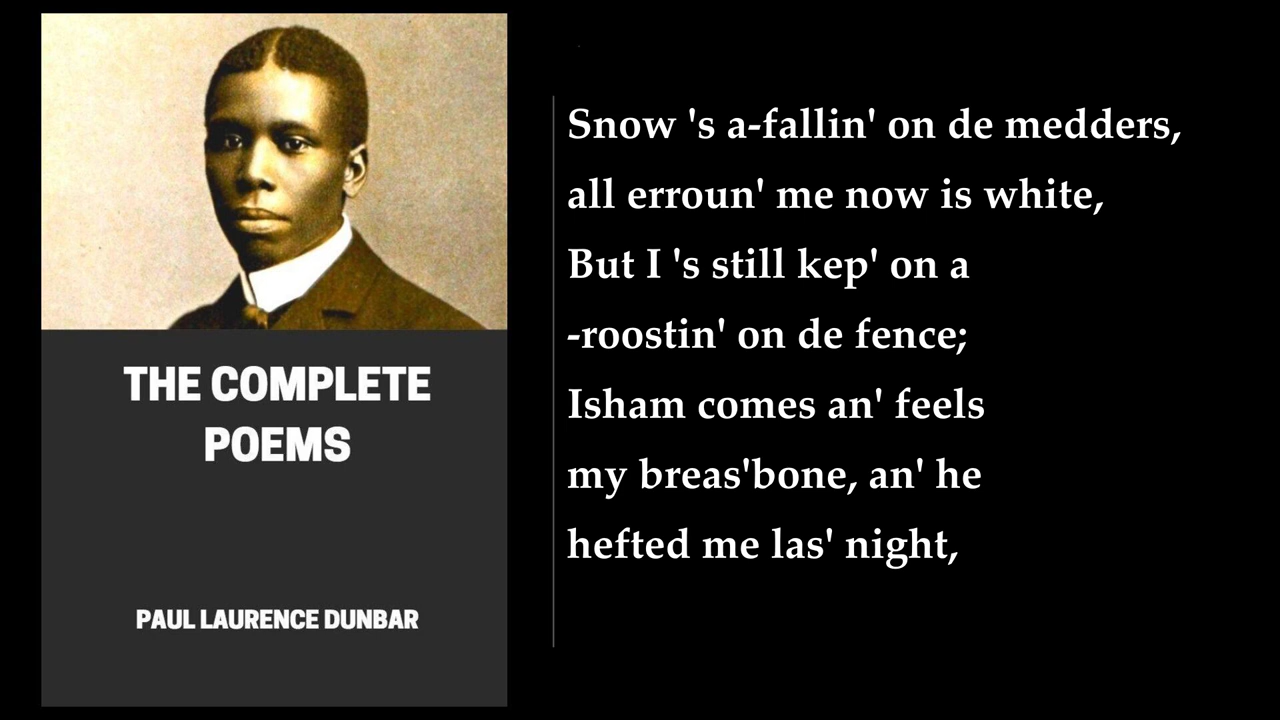 THE COMPLETE
POEMS
PAUL LAURENCE DUNBAR
Snow 's a-fallin' on de medders,
all erroun' me now is white,
But I 's still kep' on a
-roostin' on de fence;
Isham comes an' feels
my breas'bone, an' he
hefted me las' night,